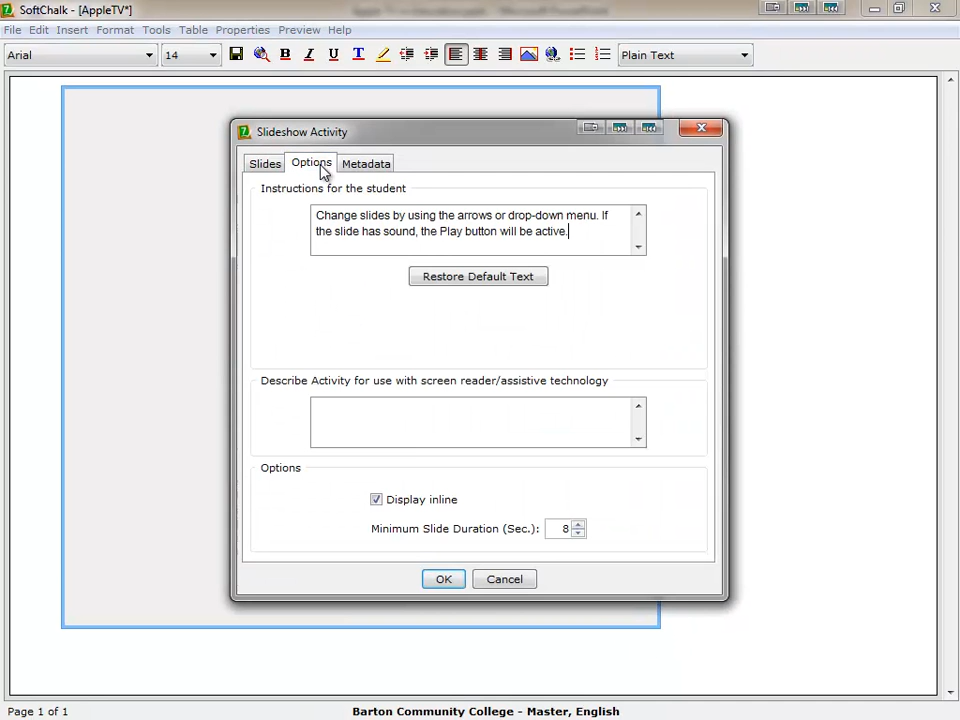 SoftChalk - [AppleTV*]
File Edit Insert Format Tools Table Properties Preview Help
Arial 14 B I U T Plain Text
Slideshow Activity
Slides Options Metadata
Instructions for the student
Change slides by using the arrows or drop-down menu. If
the slide has sound, the Play button will be active.
Restore Default Text
Describe Activity for use with screen reader/assistive technology
Options
Display inline
Minimum Slide Duration (Sec.): 8
OK Cancel
Page 1 of 1 Barton Community College - Master, English